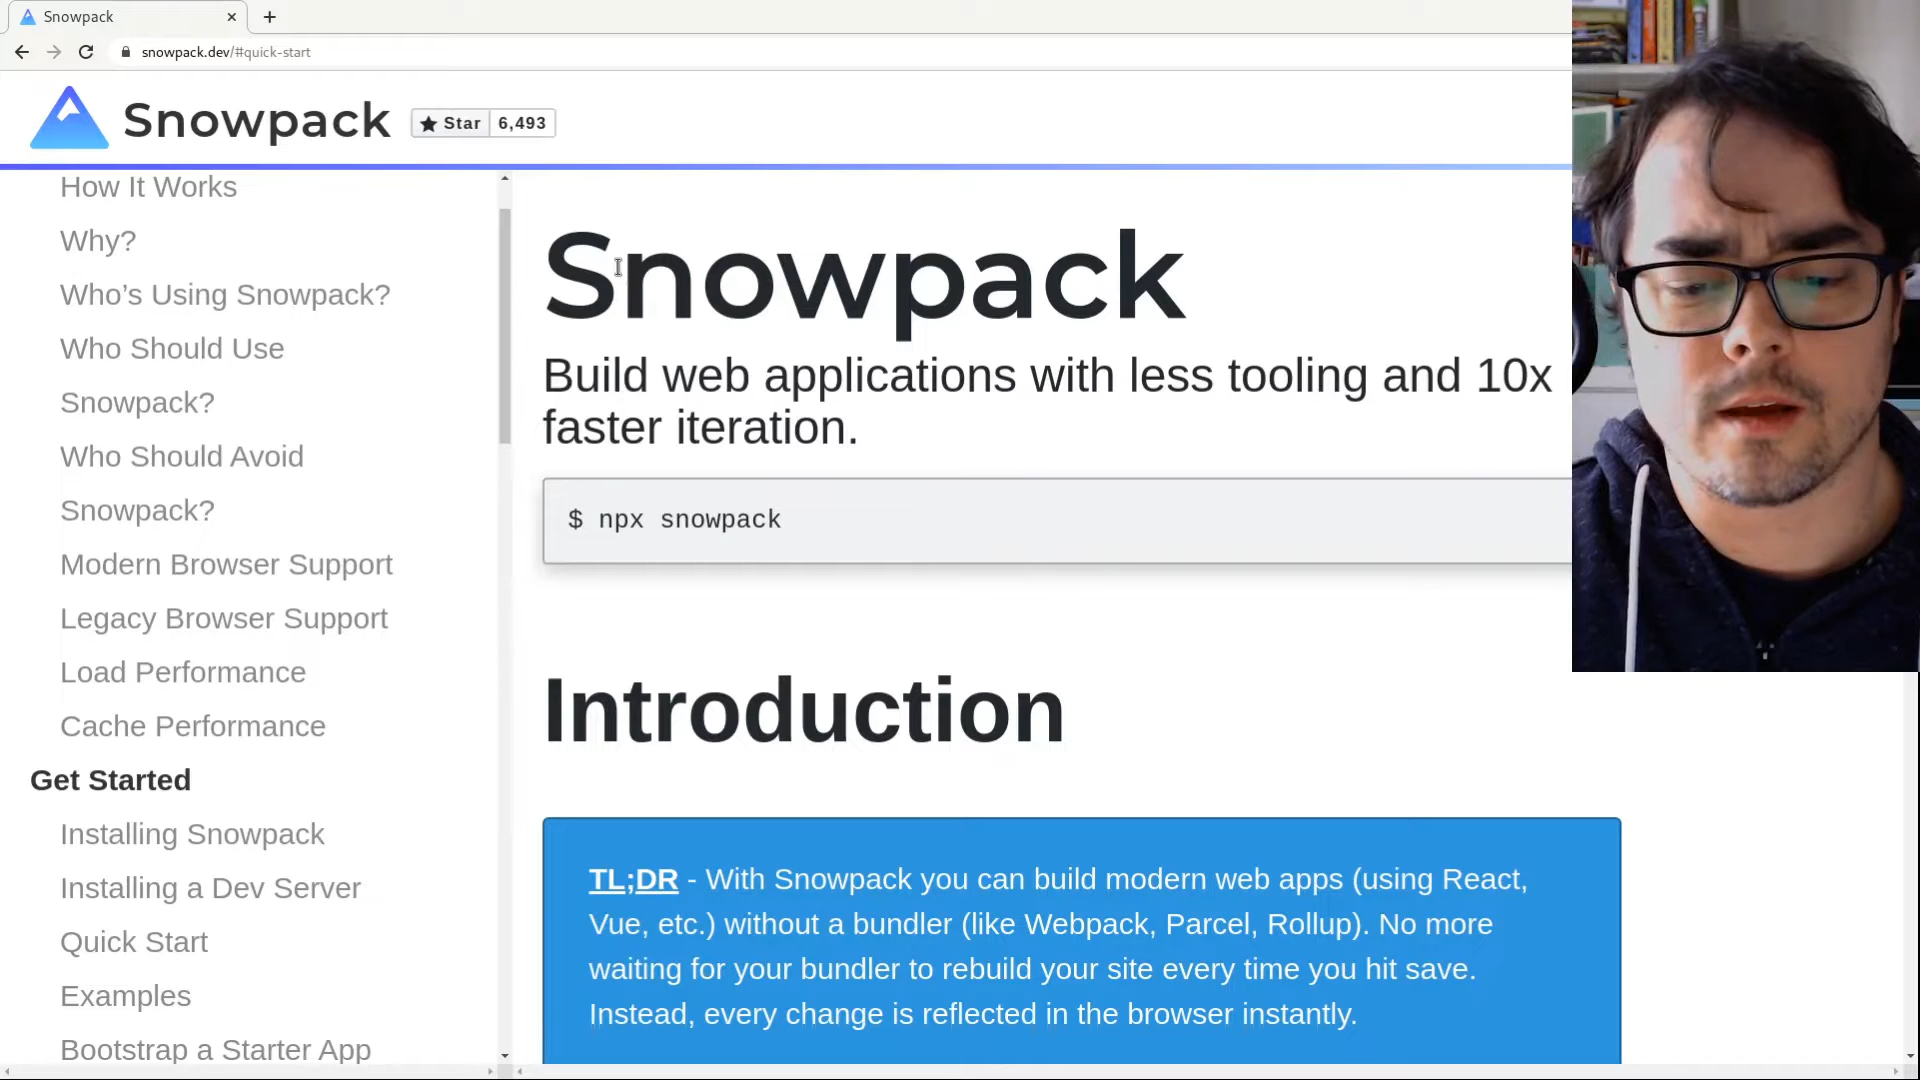 Snowpack
snowpack.dev/#quick-start
Snowpack
Star 6,493
How It Works
Why?
Who’s Using Snowpack?
Who Should Use
Snowpack?
Who Should Avoid
Snowpack?
Modern Browser Support
Legacy Browser Support
Load Performance
Cache Performance
Get Started
Installing Snowpack
Installing a Dev Server
Quick Start
Examples
Bootstrap a Starter App
Snowpack
Build web applications with less tooling and 10x
faster iteration.
$ npx snowpack
Introduction
TL;DR - With Snowpack you can build modern web apps (using React,
Vue, etc.) without a bundler (like Webpack, Parcel, Rollup). No more
waiting for your bundler to rebuild your site every time you hit save.
Instead, every change is reflected in the browser instantly.